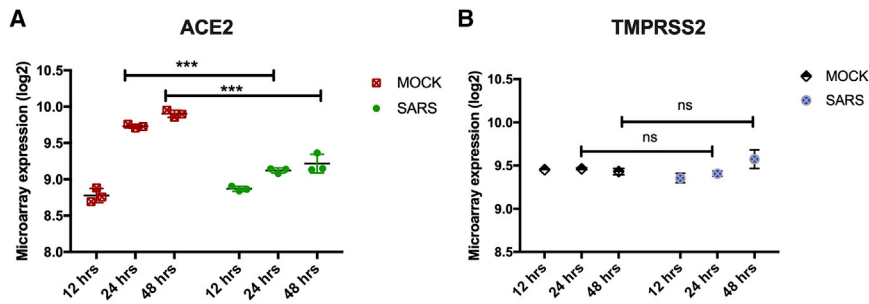 A
ACE2
Microarray expression (log2)
10.5
10.0
9.5
9.0
8.5
8.0
***
***
MOCK
SARS
12 hrs
24 hrs
48 hrs
12 hrs
24 hrs
48 hrs
B
TMPRSS2
Microarray expression (log2)
10.5
10.0
9.5
9.0
8.5
ns
ns
MOCK
SARS
12 hrs
24 hrs
48 hrs
12 hrs
24 hrs
48 hrs